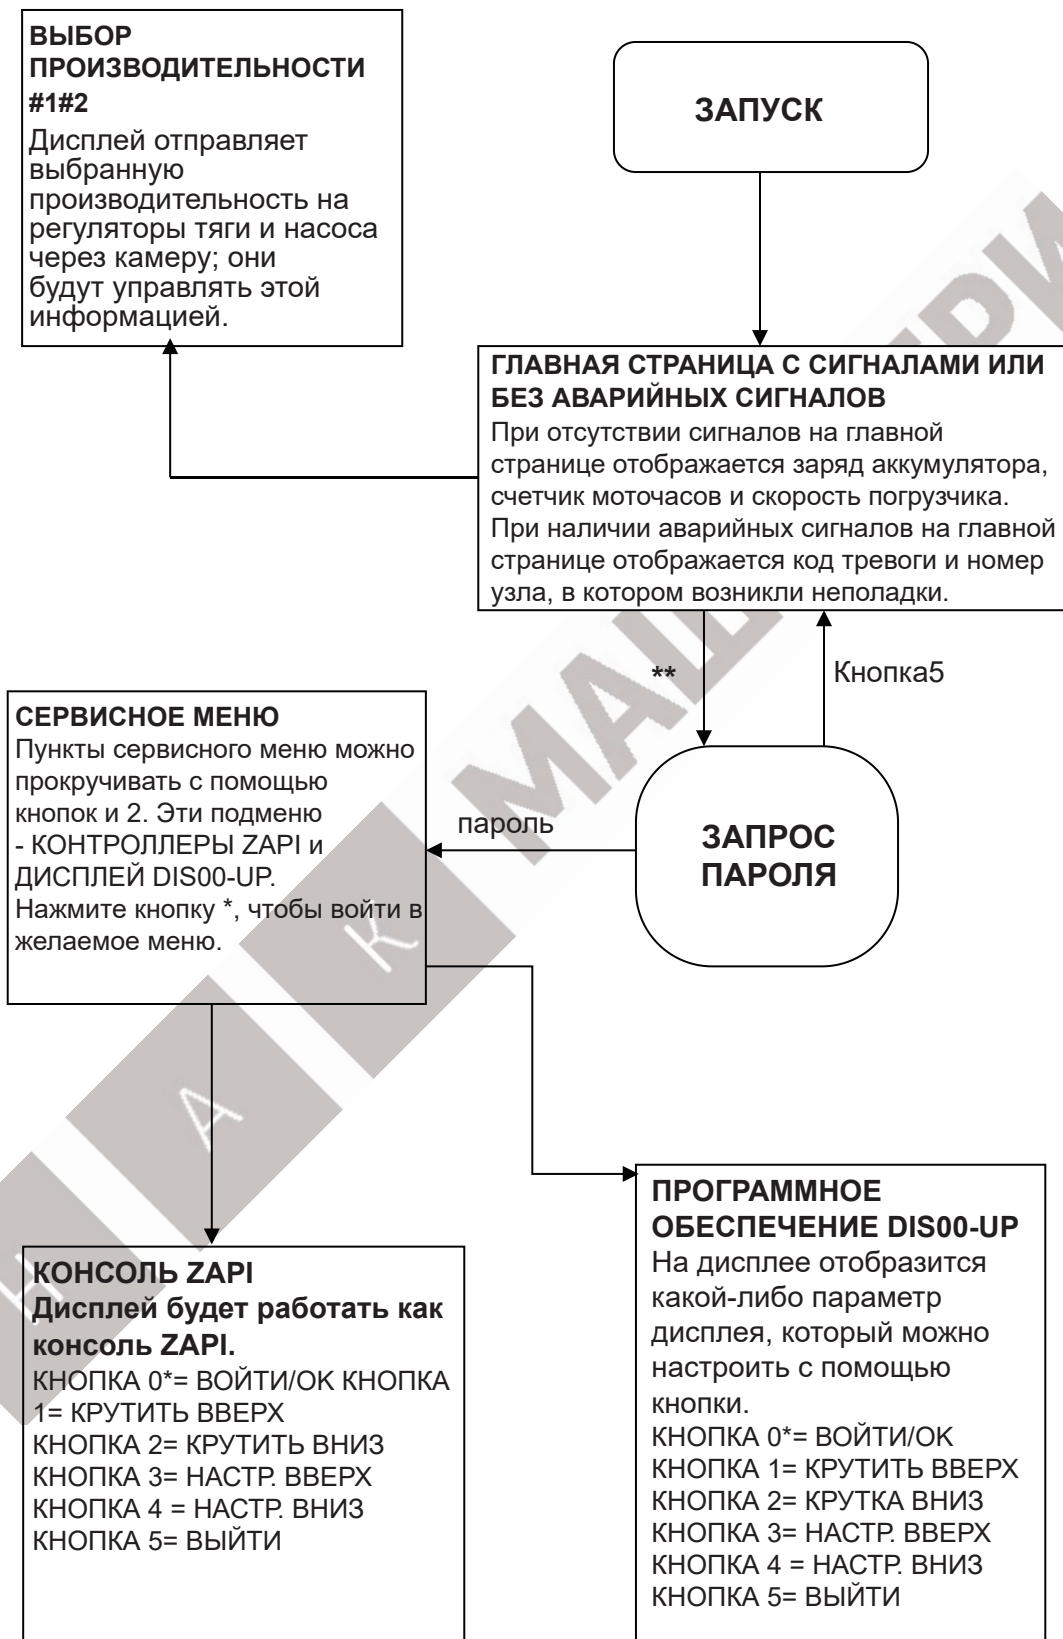 ВЫБОР
ПРОИЗВОДИТЕЛЬНОСТИ
#1#2
Дисплей отправляет
выбранную
производительность на
регуляторы тяги и насоса
через камеру; они
будут управлять этой
информацией.
ЗАПУСК
ГЛАВНАЯ СТРАНИЦА С СИГНАЛАМИ ИЛИ
БЕЗ АВАРИЙНЫХ СИГНАЛОВ
При отсутствии сигналов на главной
странице отображается заряд аккумулятора,
счетчик моточасов и скорость погрузчика.
При наличии аварийных сигналов на главной
странице отображается код тревоги и номер
узла, в котором возникли неполадки.
**
Кнопка5
СЕРВИСНОЕ МЕНЮ
Пункты сервисного меню можно
прокручивать с помощью
кнопок и 2. Эти подменю
- КОНТРОЛЛЕРЫ ZAPI и
ДИСПЛЕЙ DIS00-UP.
Нажмите кнопку *, чтобы войти в
желаемое меню.
пароль
ЗАПРОС
ПАРОЛЯ
КОНСОЛЬ ZAPI
Дисплей будет работать как
консоль ZAPI.
КНОПКА 0*= ВОЙТИ/OK КНОПКА
1= КРУТИТЬ ВВЕРХ
КНОПКА 2= КРУТИТЬ ВНИЗ
КНОПКА 3= НАСТР. ВВЕРХ
КНОПКА 4 = НАСТР. ВНИЗ
КНОПКА 5= ВЫЙТИ
ПРОГРАММНОЕ
ОБЕСПЕЧЕНИЕ DIS00-UP
На дисплее отобразится
какой-либо параметр
дисплея, который можно
настроить с помощью
кнопки.
КНОПКА 0*= ВОЙТИ/OK
КНОПКА 1= КРУТИТЬ ВВЕРХ
КНОПКА 2= КРУТКА ВНИЗ
КНОПКА 3= НАСТР. ВВЕРХ
КНОПКА 4 = НАСТР. ВНИЗ
КНОПКА 5= ВЫЙТИ